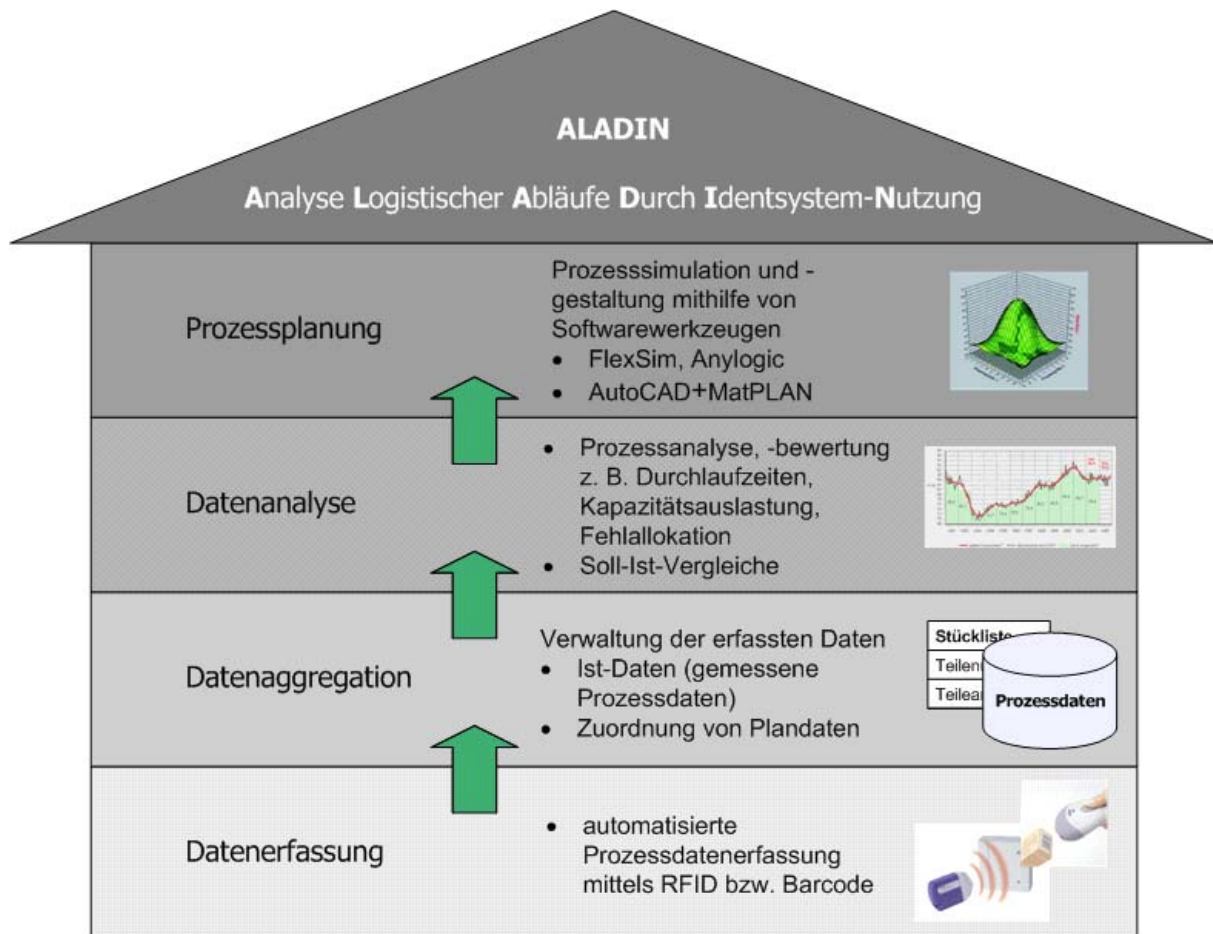 ALADIN
Analyse Logistischer Abläufe Durch Identsystem-Nutzung
Prozessplanung
Prozesssimulation und -
gestaltung mithilfe von
Softwarewerkzeugen
• FlexSim, Anylogic
• AutoCAD+MatPLAN
Datenanalyse
• Prozessanalyse, -bewertung
z. B. Durchlaufzeiten,
Kapazitätsauslastung,
Fehlallokation
• Soll-Ist-Vergleiche
Datenaggregation
Verwaltung der erfassten Daten
• Ist-Daten (gemessene
Prozessdaten)
• Zuordnung von Plandaten
Stückliste
Prozessdaten
Datenerfassung
• automatisierte
Prozessdatenerfassung
mittels RFID bzw. Barcode